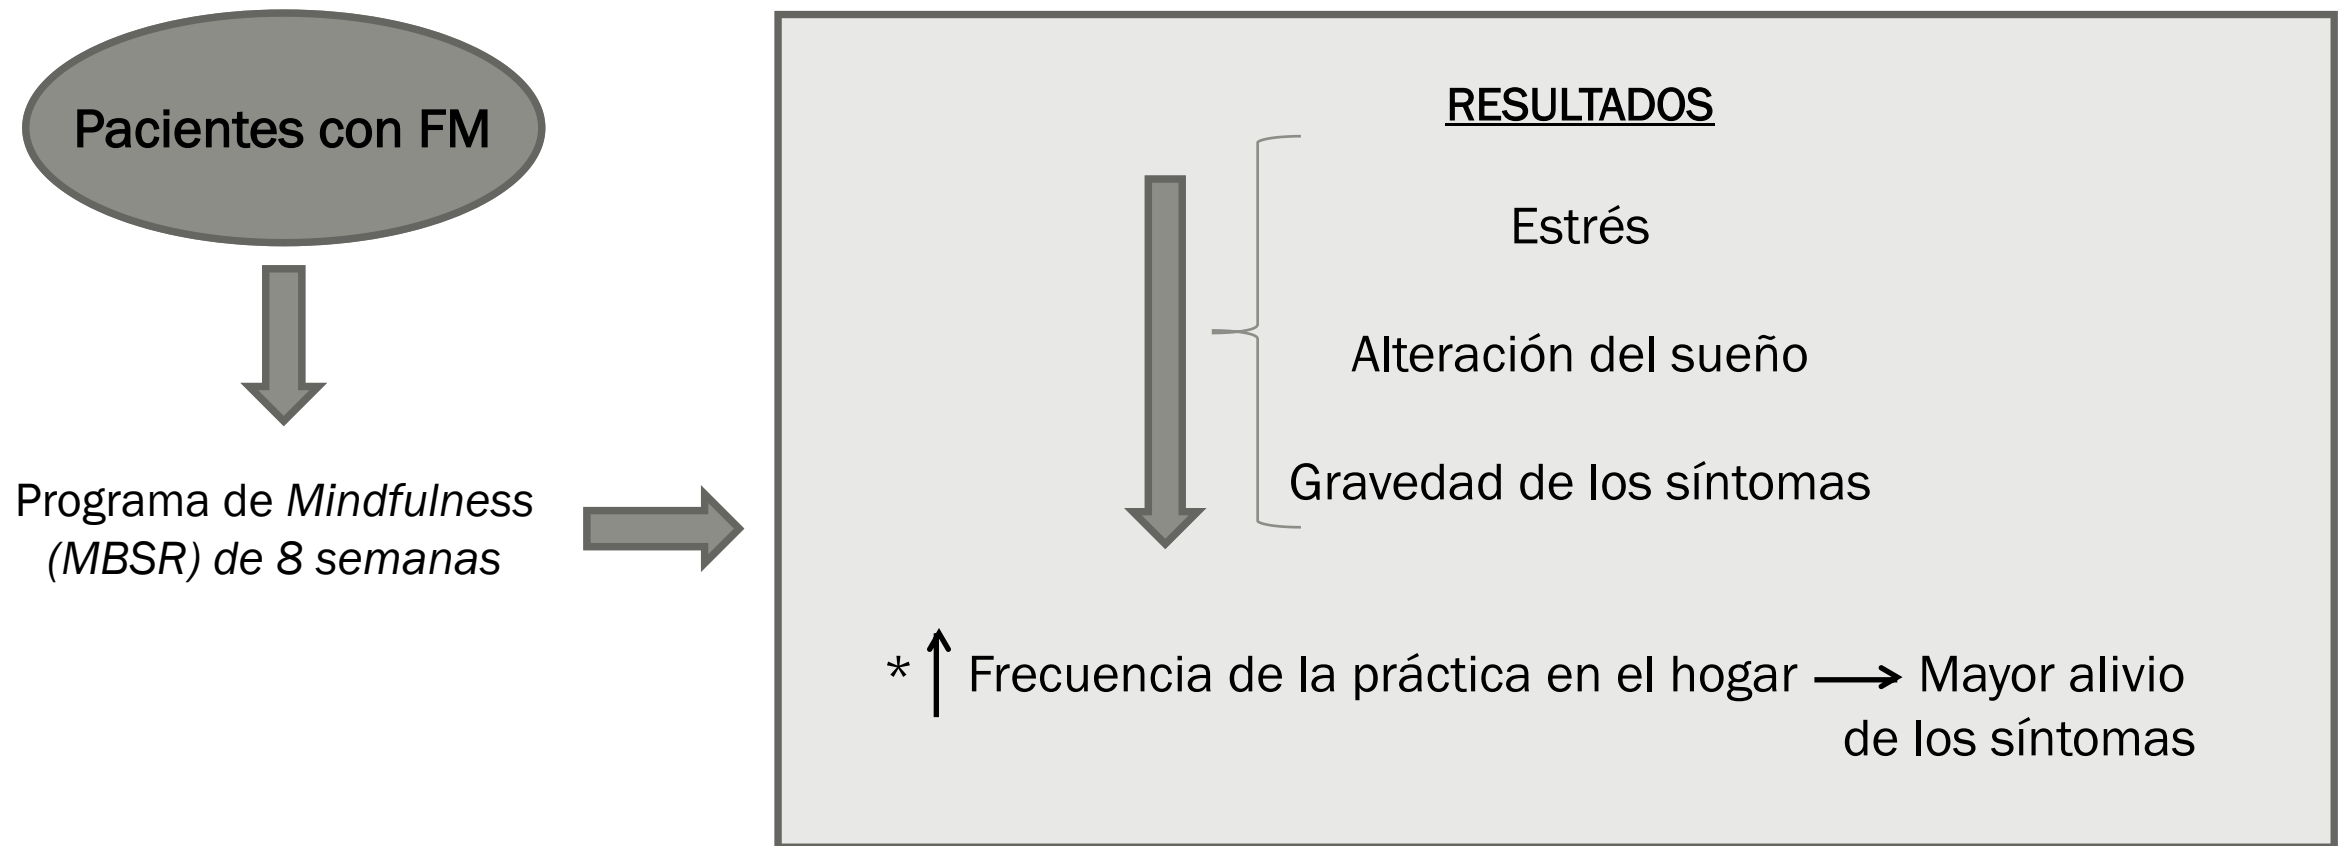 Pacientes con FM
Programa de Mindfulness
(MBSR) de 8 semanas
RESULTADOS
Estrés
Alteración del sueño
Gravedad de los síntomas
* ↑ Frecuencia de la práctica en el hogar → Mayor alivio
de los síntomas